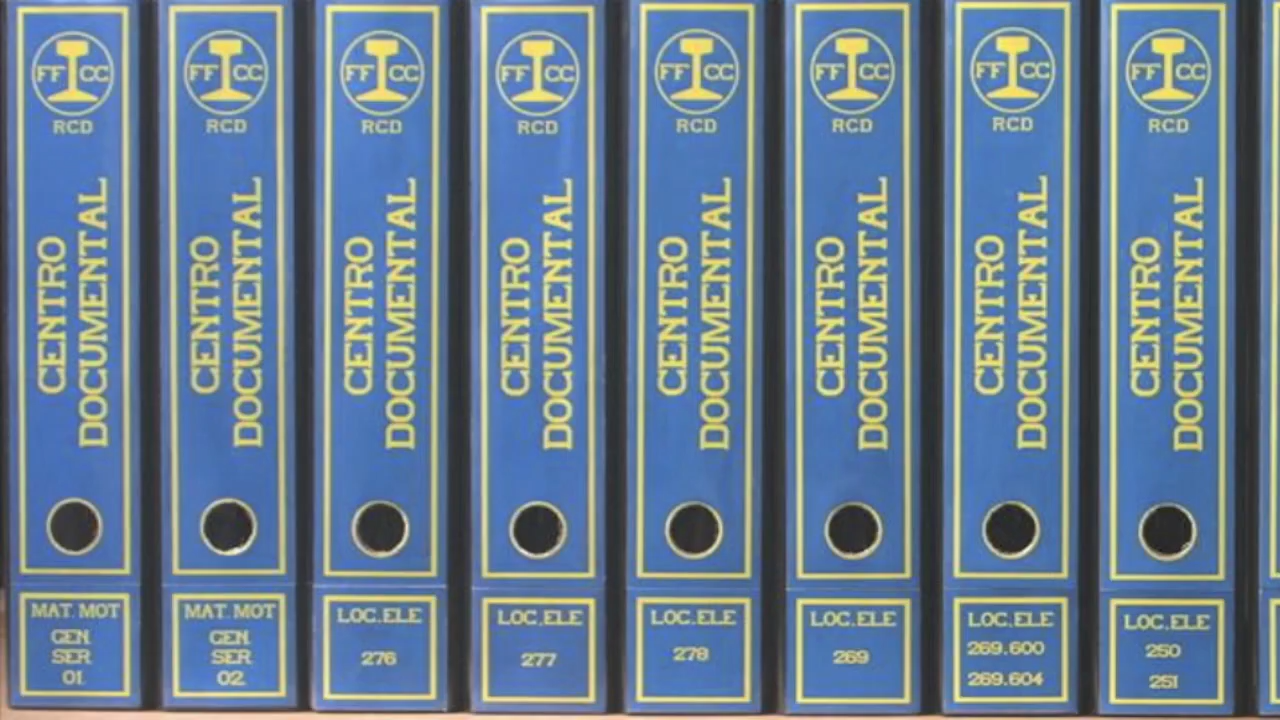 FF CC
RCD
CENTRO
DOCUMENTAL
MAT. MOT
GEN.
SER.
01.
FF CC
RCD
CENTRO
DOCUMENTAL
MAT. MOT
GEN.
SER.
02.
FF CC
RCD
CENTRO
DOCUMENTAL
LOC.ELE
276
FF CC
RCD
CENTRO
DOCUMENTAL
LOC.ELE
277
FF CC
RCD
CENTRO
DOCUMENTAL
LOC.ELE
278
FF CC
RCD
CENTRO
DOCUMENTAL
LOC.ELE
269
FF CC
RCD
CENTRO
DOCUMENTAL
LOC.ELE
269.600
269.604
FF CC
RCD
CENTRO
DOCUMENTAL
LOC.ELE
250
251